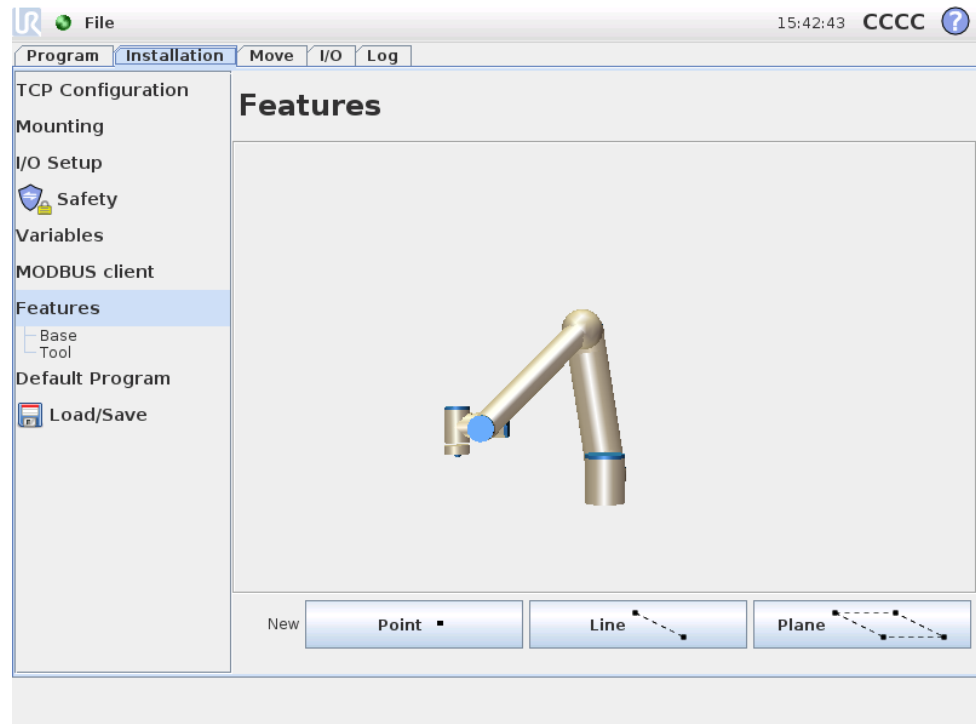 UR File 15:42:43 CCCC ?
Program Installation Move I/O Log
TCP Configuration
Features
Mounting
I/O Setup
Safety
Variables
MODBUS client
Features
Base
Tool
Default Program
Load/Save
New Point Line Plane